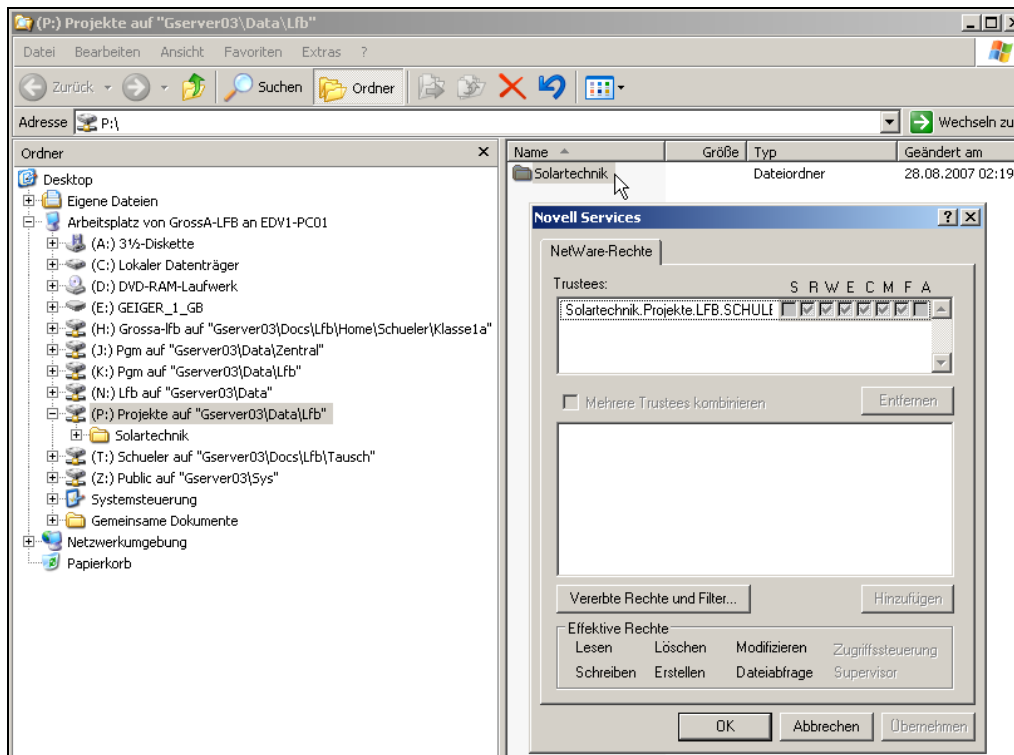 (P:) Projekte auf "Gserver03\Data\Lfb"
Datei Bearbeiten Ansicht Favoriten Extras ?
Zurück Suchen Ordner
Adresse P:\ Wechseln zu
Ordner
Desktop
Eigene Dateien
Arbeitsplatz von GrossA-LFB an EDV1-PC01
(A:) 3½-Diskette
(C:) Lokaler Datenträger
(D:) DVD-RAM-Laufwerk
(E:) GEIGER_1_GB
(H:) Grossa-lfb auf "Gserver03\Docs\Lfb\Home\Schueler\Klasse1a"
(J:) Pgm auf "Gserver03\Data\Zentral"
(K:) Pgm auf "Gserver03\Data\Lfb"
(N:) Lfb auf "Gserver03\Data"
(P:) Projekte auf "Gserver03\Data\Lfb"
Solartechnik
(T:) Schueler auf "Gserver03\Docs\Lfb\Tausch"
(Z:) Public auf "Gserver03\Sys"
Systemsteuerung
Gemeinsame Dokumente
Netzwerkumgebung
Papierkorb
Name Größe Typ Geändert am
Solartechnik Dateiordner 28.08.2007 02:19
Novell Services
NetWare-Rechte
Trustees: S R W E C M F A
Solartechnik.Projekte.LFB.SCHULE
Mehrere Trustees kombinieren Entfernen
Vererbte Rechte und Filter... Hinzufügen
Effektive Rechte
Lesen Löschen Modifizieren Zugriffssteuerung
Schreiben Erstellen Dateiabfrage Supervisor
OK Abbrechen Übernehmen